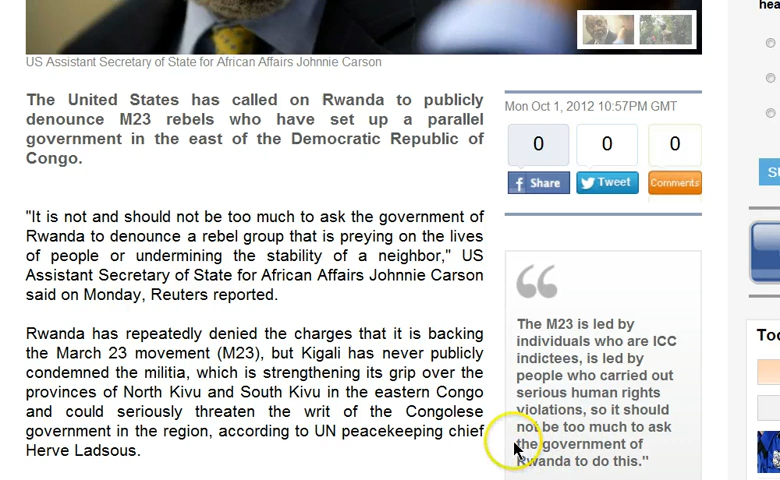 US Assistant Secretary of State for African Affairs Johnnie Carson
The United States has called on Rwanda to publicly
denounce M23 rebels who have set up a parallel
government in the east of the Democratic Republic of
Congo.
"It is not and should not be too much to ask the government of
Rwanda to denounce a rebel group that is preying on the lives
of people or undermining the stability of a neighbor," US
Assistant Secretary of State for African Affairs Johnnie Carson
said on Monday, Reuters reported.
Rwanda has repeatedly denied the charges that it is backing
the March 23 movement (M23), but Kigali has never publicly
condemned the militia, which is strengthening its grip over the
provinces of North Kivu and South Kivu in the eastern Congo
and could seriously threaten the writ of the Congolese
government in the region, according to UN peacekeeping chief
Herve Ladsous.
Mon Oct 1, 2012 10:57PM GMT
0 0 0
f Share Tweet Comments
The M23 is led by
individuals who are ICC
indictees, is led by
people who carried out
serious human rights
violations, so it should
not be too much to ask
the government of
Rwanda to do this."